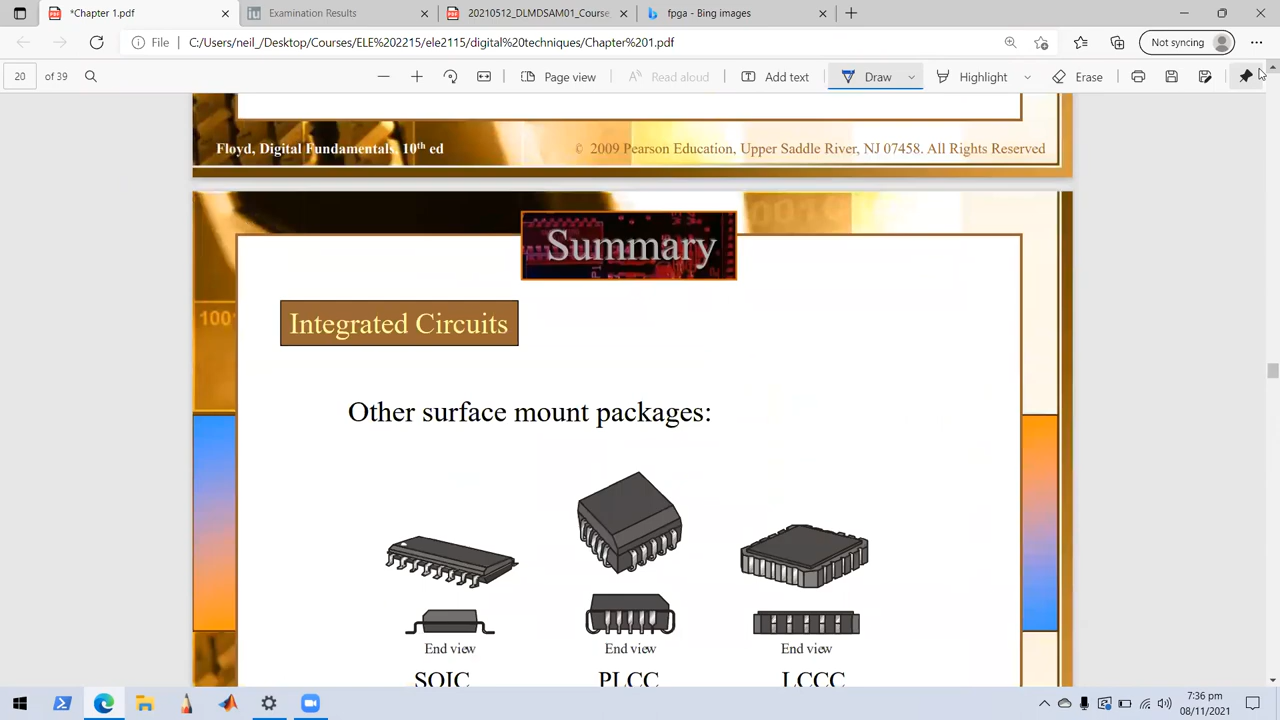 *Chapter 1.pdf
Examination Results
20210512_DLMDSAM01_Course
fpga - Bing images
File
C:/Users/neil_/Desktop/Courses/ELE%202215/ele2115/digital%20techniques/Chapter%201.pdf
Not syncing
20 of 39
Page view
Read aloud
Add text
Draw
Highlight
Erase
Floyd, Digital Fundamentals, 10th ed
© 2009 Pearson Education, Upper Saddle River, NJ 07458. All Rights Reserved
Summary
1001
Integrated Circuits
Other surface mount packages:
End view End view End view
SOIC PLCC LCCC
7:36 pm
08/11/2021